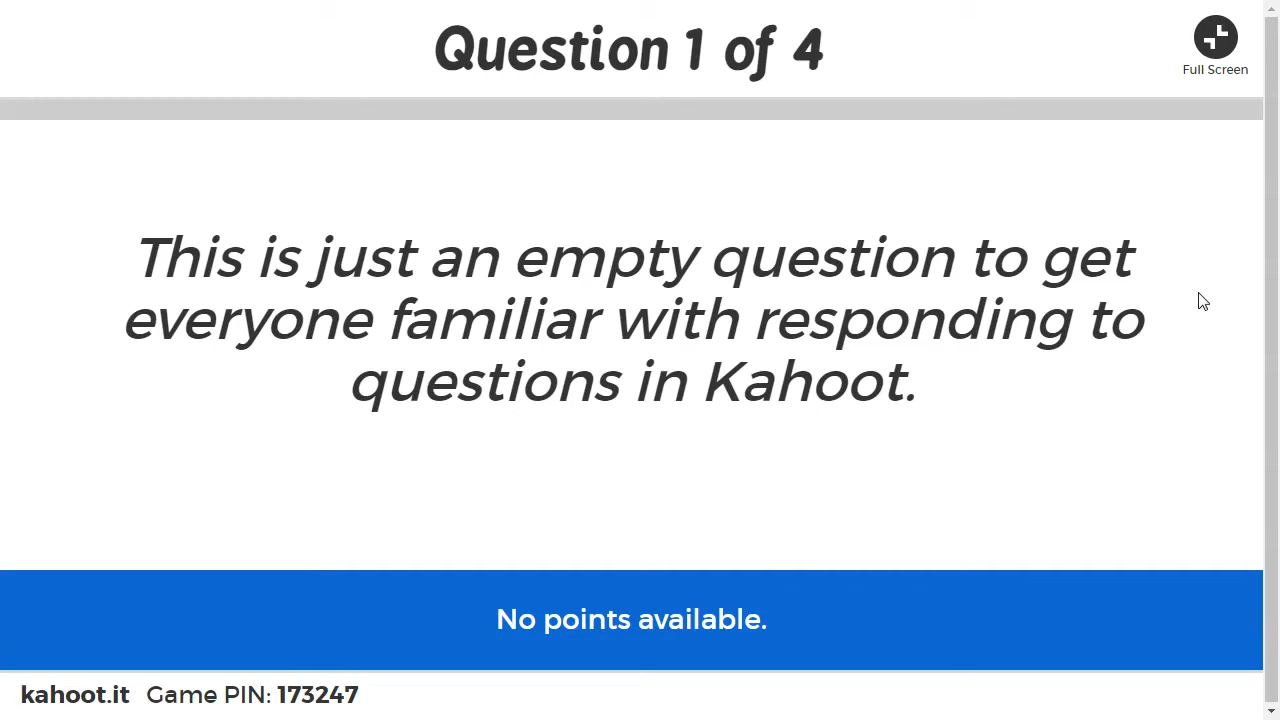 Question 1 of 4
Full Screen
This is just an empty question to get
everyone familiar with responding to
questions in Kahoot.
No points available.
kahoot.it Game PIN: 173247